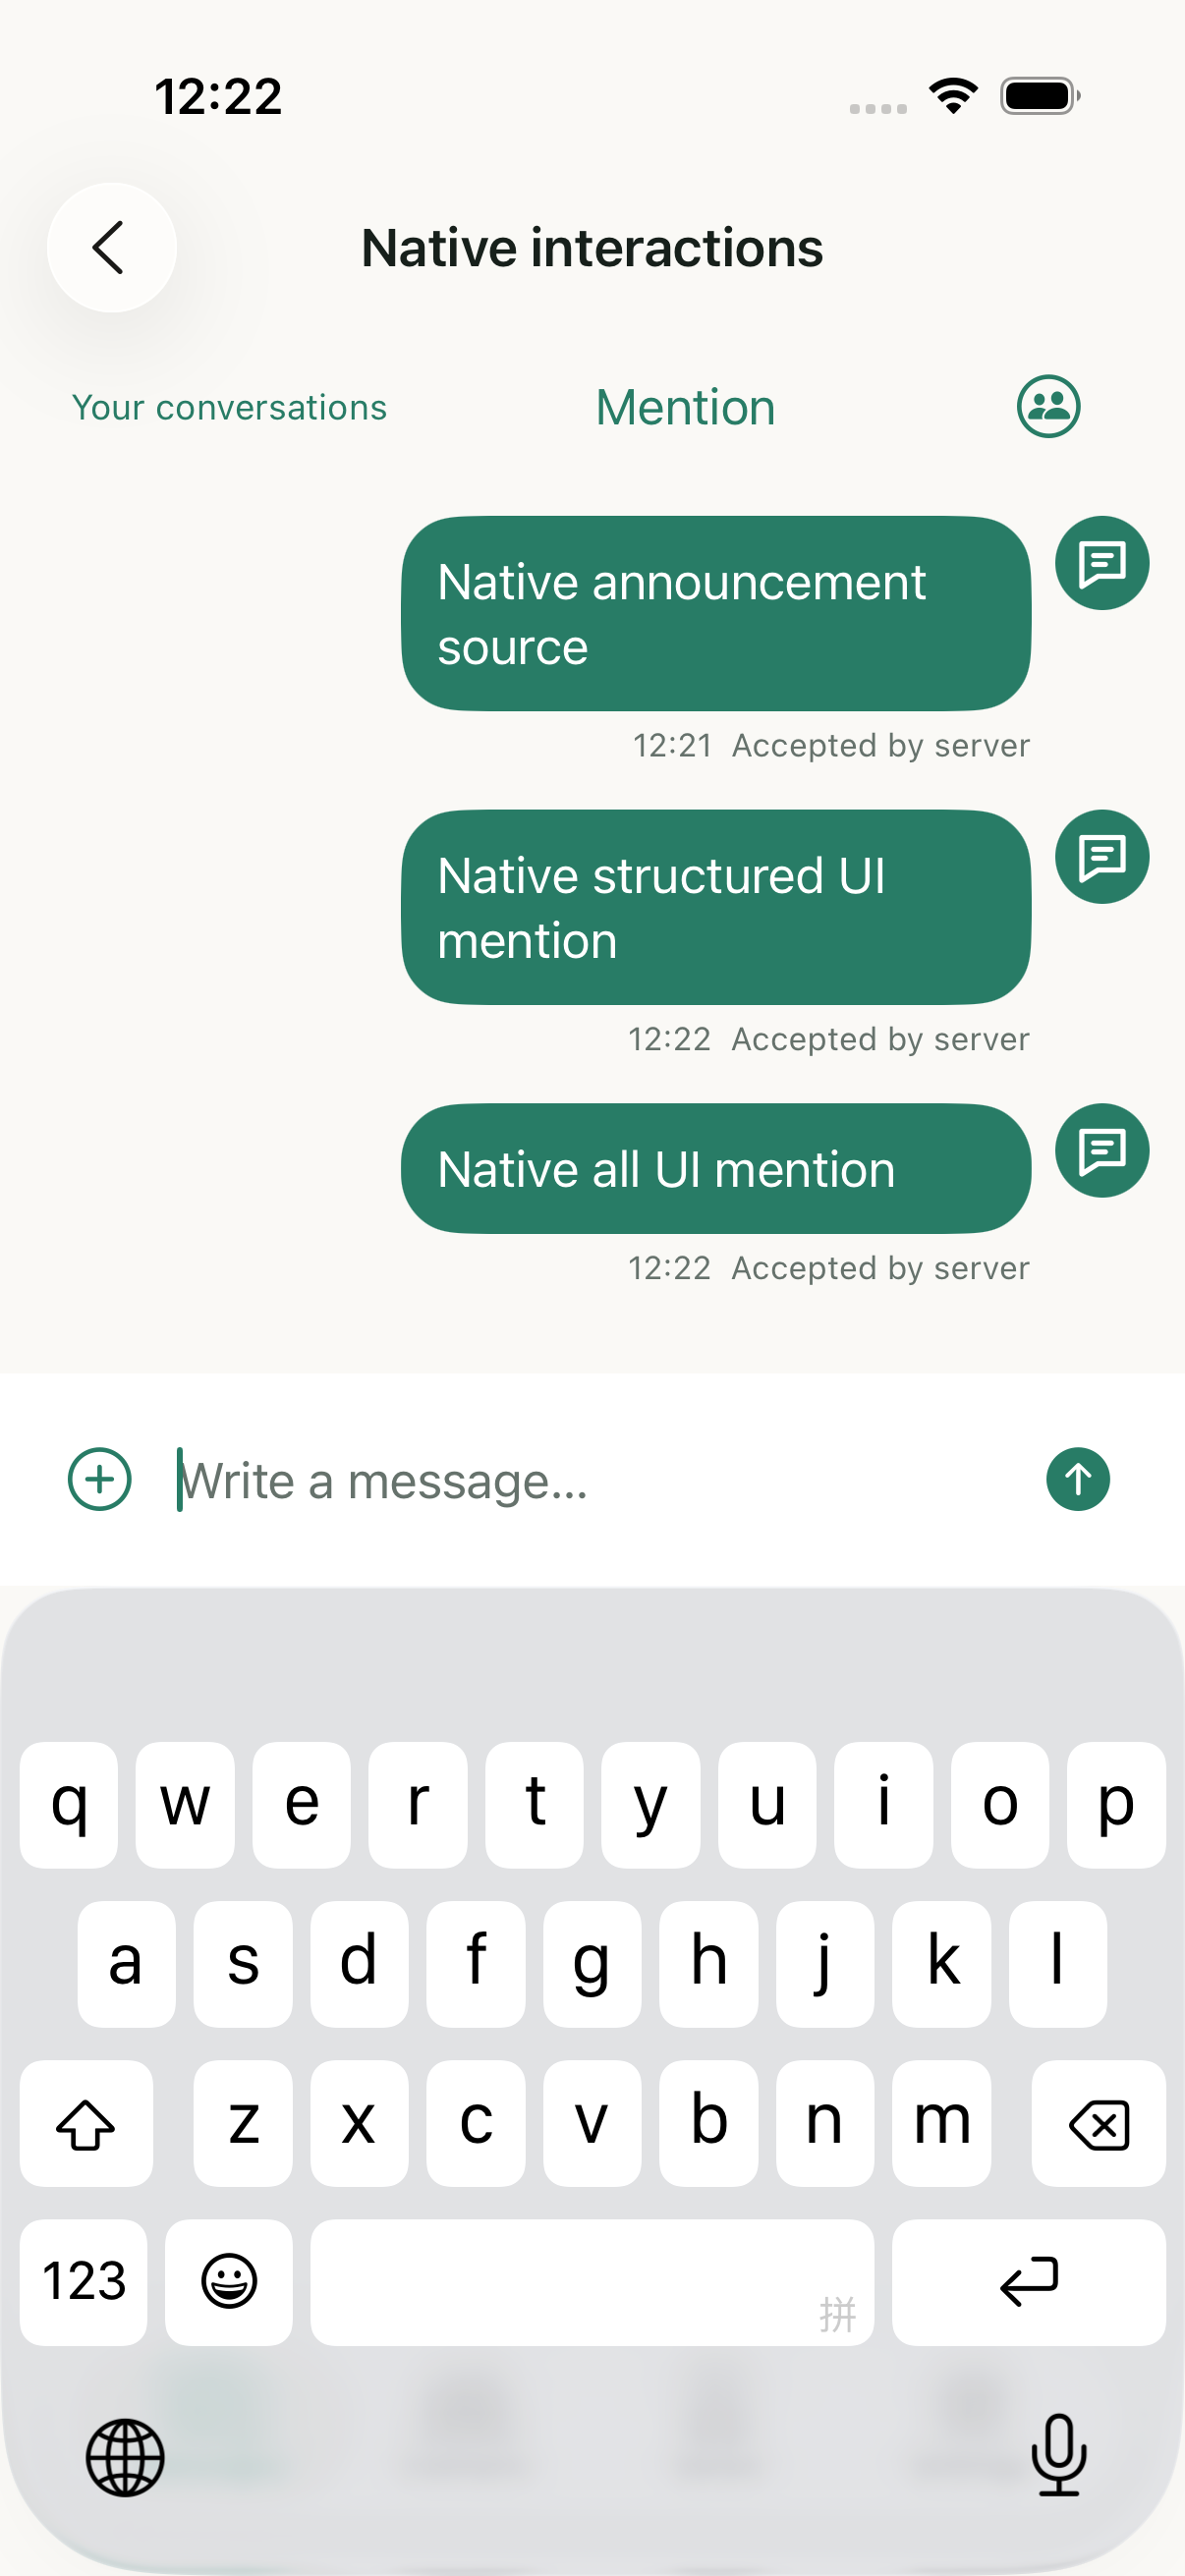 12:22
Native interactions
Your conversations Mention
Native announcement
source
12:21 Accepted by server
Native structured UI
mention
12:22 Accepted by server
Native all UI mention
12:22 Accepted by server
Write a message...
q w e r t y u i o p
a s d f g h j k l
z x c v b n m
123 拼